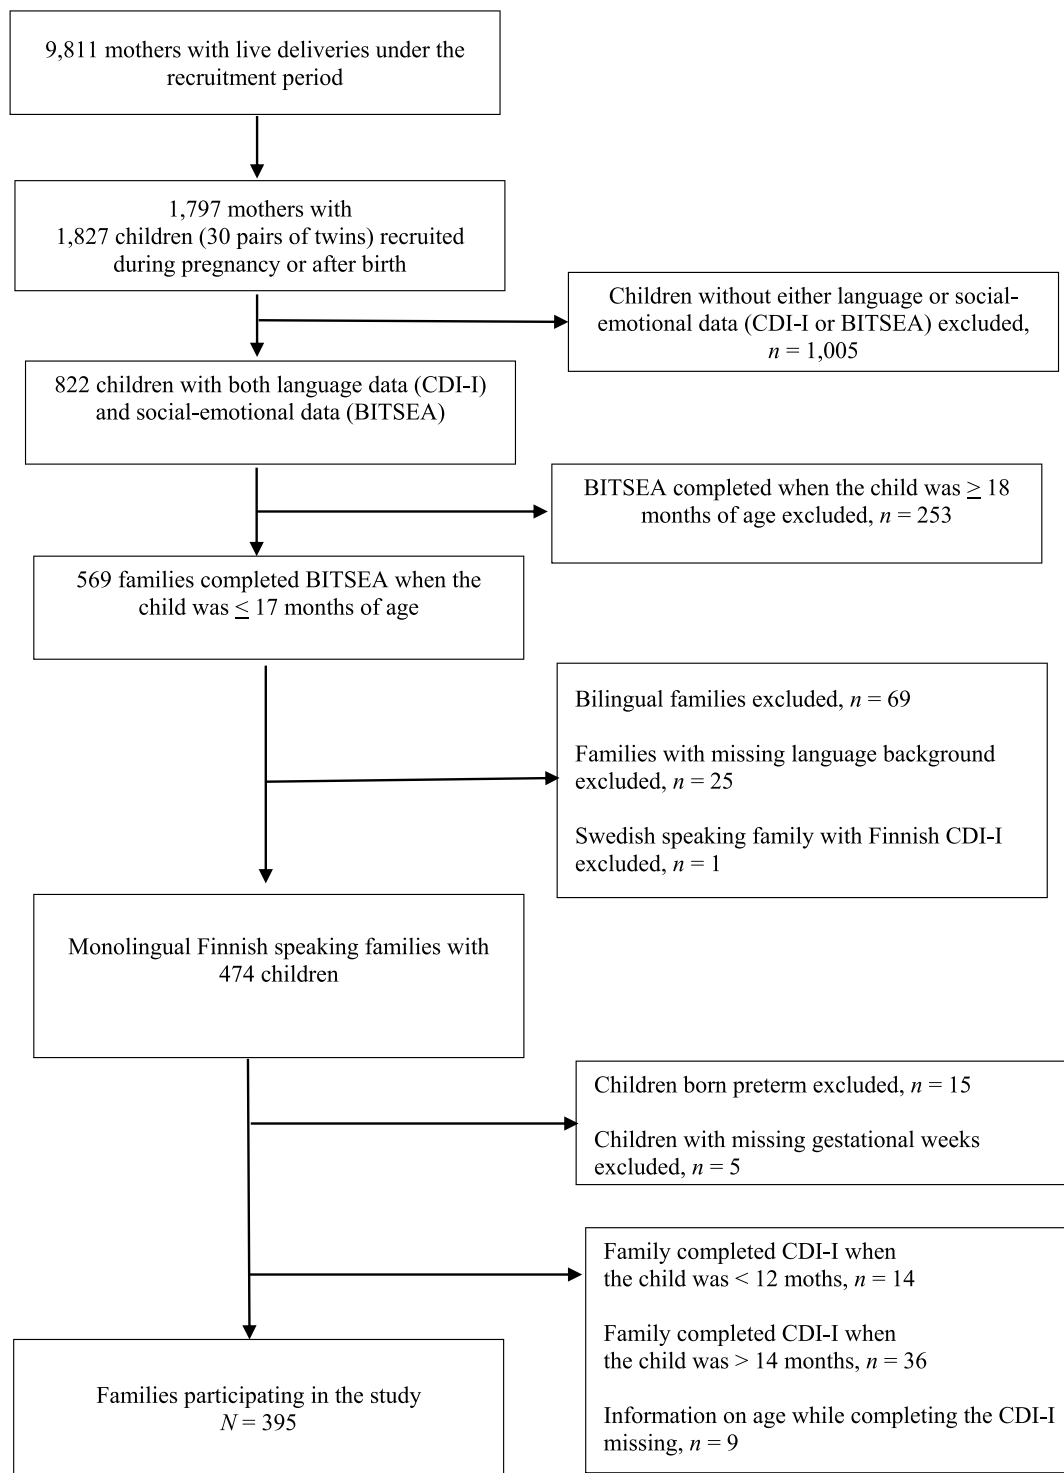 9,811 mothers with live deliveries under the
recruitment period
1,797 mothers with
1,827 children (30 pairs of twins) recruited
during pregnancy or after birth
Children without either language or social-
emotional data (CDI-I or BITSEA) excluded,
n = 1,005
822 children with both language data (CDI-I)
and social-emotional data (BITSEA)
BITSEA completed when the child was ≥ 18
months of age excluded, n = 253
569 families completed BITSEA when the
child was ≤ 17 months of age
Bilingual families excluded, n = 69
Families with missing language background
excluded, n = 25
Swedish speaking family with Finnish CDI-I
excluded, n = 1
Monolingual Finnish speaking families with
474 children
Children born preterm excluded, n = 15
Children with missing gestational weeks
excluded, n = 5
Family completed CDI-I when
the child was < 12 moths, n = 14
Family completed CDI-I when
the child was > 14 months, n = 36
Information on age while completing the CDI-I
missing, n = 9
Families participating in the study
N = 395